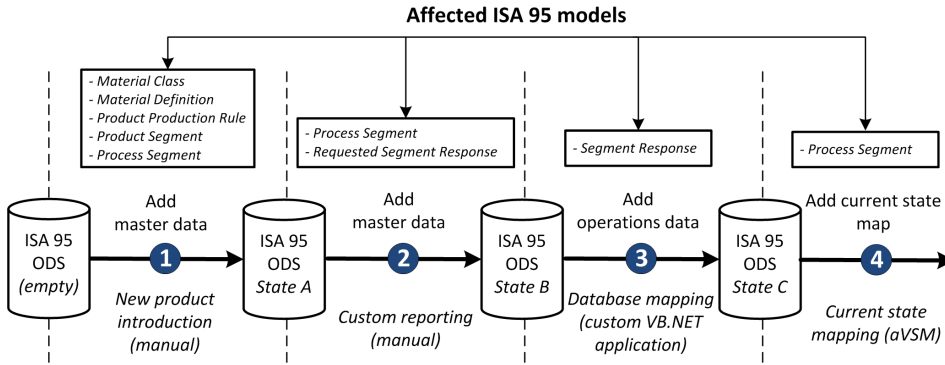 Affected ISA 95 models
- Material Class
- Material Definition
- Product Production Rule
- Product Segment
- Process Segment
- Process Segment
- Requested Segment Response
- Segment Response
- Process Segment
ISA 95
ODS
(empty)
Add
master data
1
New product
introduction
(manual)
ISA 95
ODS
State A
Add
master data
2
Custom reporting
(manual)
ISA 95
ODS
State B
Add
operations data
3
Database mapping
(custom VB.NET
application)
ISA 95
ODS
State C
Add current state
map
4
Current state
mapping (aVSM)